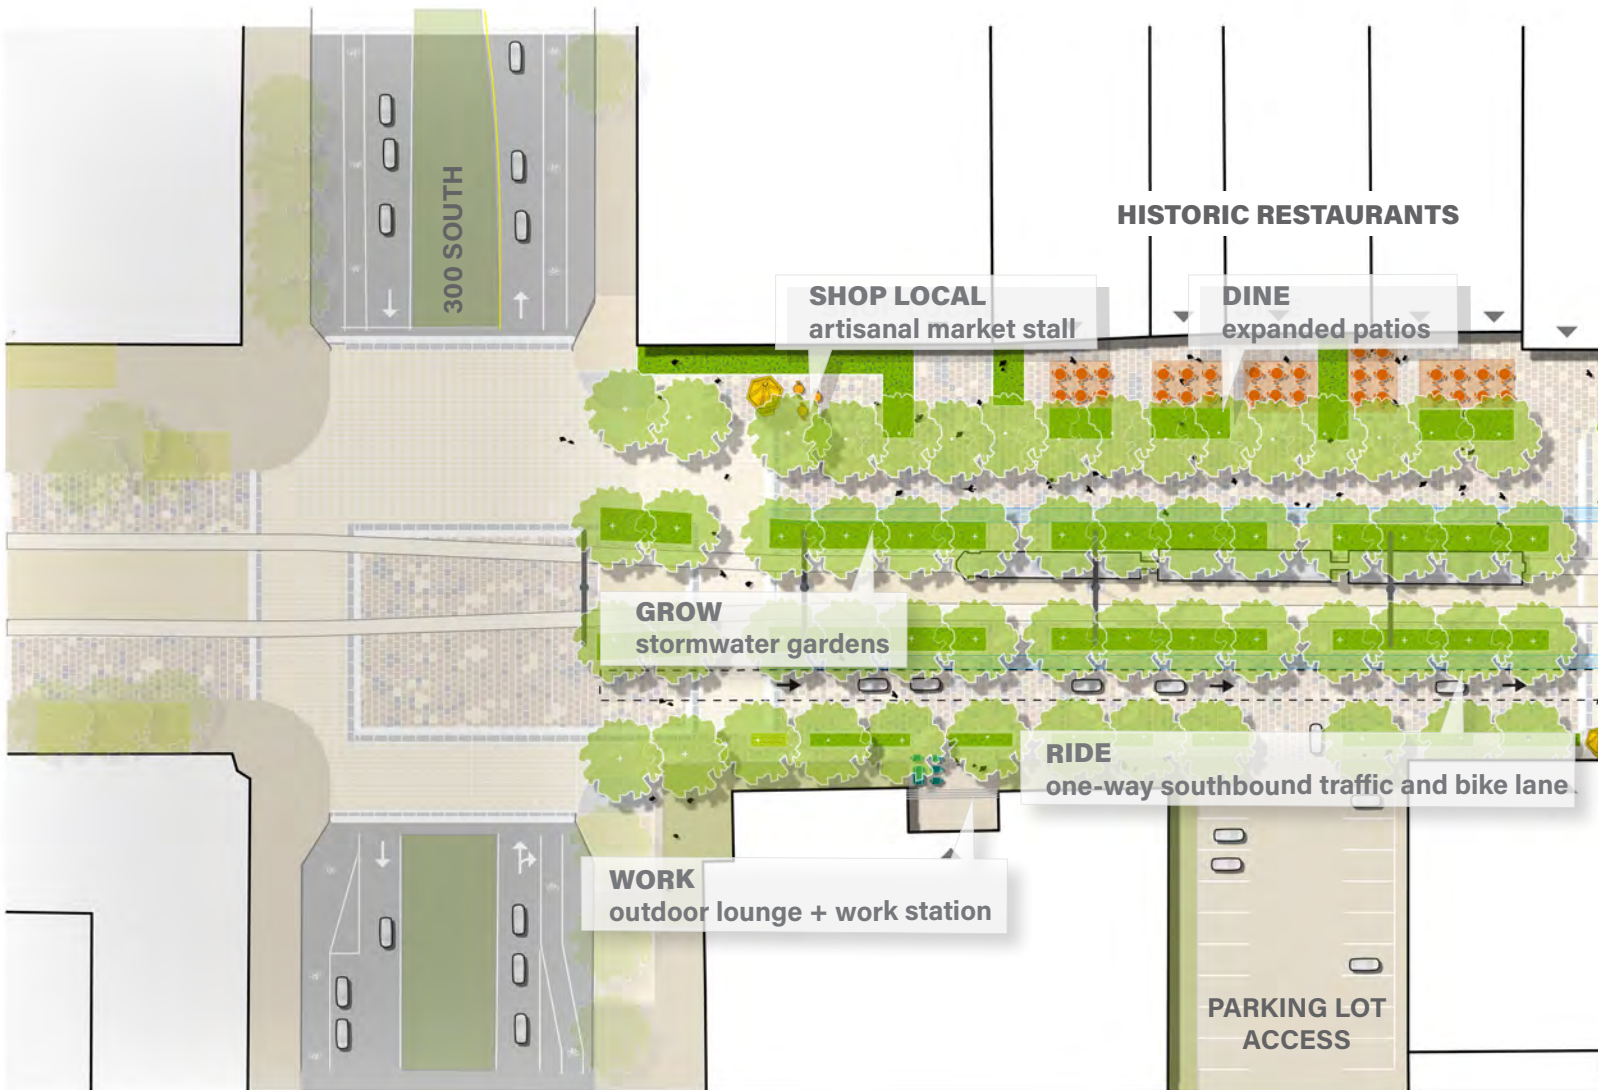 300 SOUTH
HISTORIC RESTAURANTS
SHOP LOCAL
artisanal market stall
DINE
expanded patios
GROW
stormwater gardens
RIDE
one-way southbound traffic and bike lane
WORK
outdoor lounge + work station
PARKING LOT
ACCESS